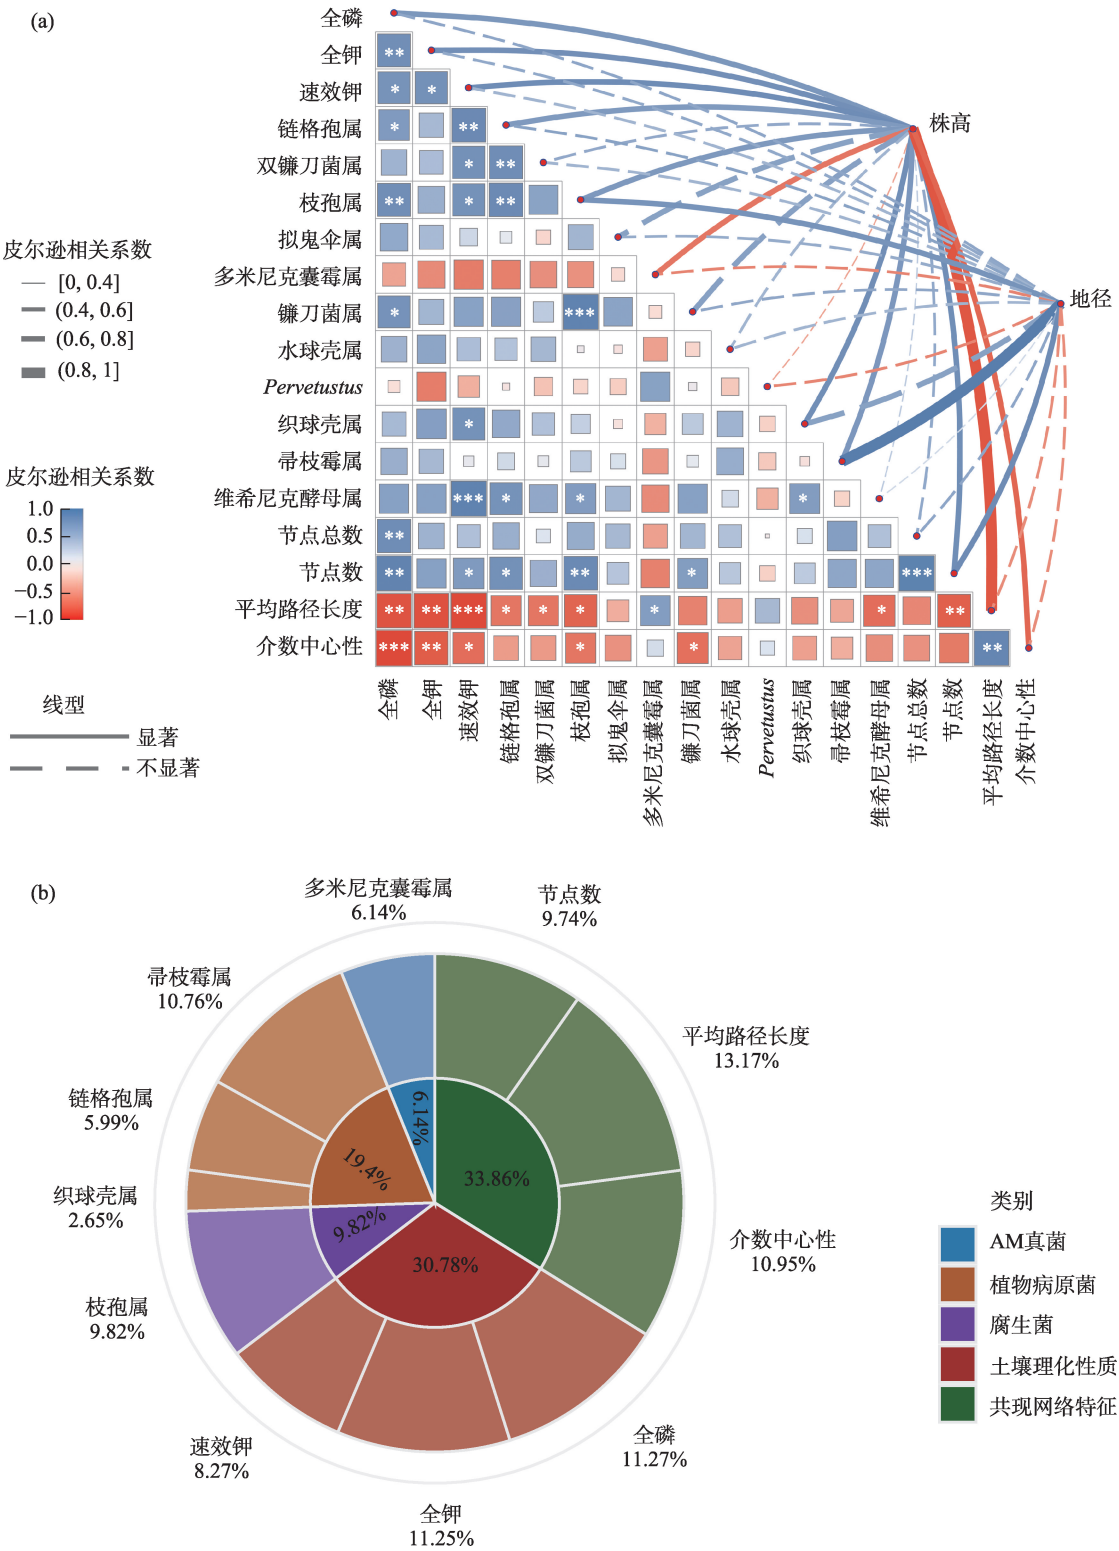 (a)
全磷
全钾
速效钾
链格孢属
双镰刀菌属
枝孢属
拟鬼伞属
多米尼克囊霉属
镰刀菌属
水球壳属
Pervetustus
织球壳属
帚枝霉属
维希尼克酵母属
节点总数
节点数
平均路径长度
介数中心性
株高
地径
**
* *
* **
* **
** * **
* ***
*
*** * * *
**
** * * ** * ***
** ** *** * * * * * **
*** ** * * * **
皮尔逊相关系数
[0, 0.4]
(0.4, 0.6]
(0.6, 0.8]
(0.8, 1]
皮尔逊相关系数
1.0
0.5
0.0
−0.5
−1.0
线型
显著
不显著
全磷
全钾
速效钾
链格孢属
双镰刀菌属
枝孢属
拟鬼伞属
多米尼克囊霉属
镰刀菌属
水球壳属
Pervetustus
织球壳属
帚枝霉属
维希尼克酵母属
节点总数
节点数
平均路径长度
介数中心性
(b)
多米尼克囊霉属
6.14%
节点数
9.74%
帚枝霉属
10.76%
平均路径长度
13.17%
链格孢属
5.99%
织球壳属
2.65%
介数中心性
10.95%
枝孢属
9.82%
全磷
11.27%
速效钾
8.27%
全钾
11.25%
6.14%
33.86%
19.4%
9.82%
30.78%
类别
AM真菌
植物病原菌
腐生菌
土壤理化性质
共现网络特征